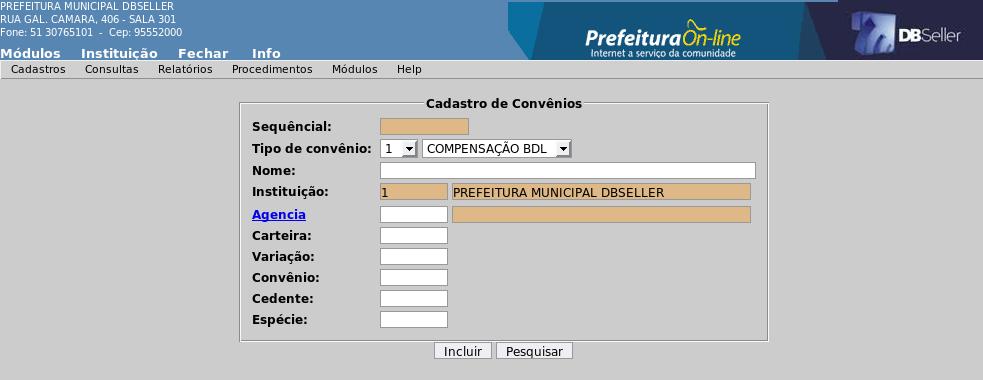 PREFEITURA MUNICIPAL DBSELLER
RUA GAL. CAMARA, 406 - SALA 301
Fone: 51 30765101 - Cep: 95552000
Prefeitura On-line
Internet a serviço da comunidade
DBSeller
Módulos Instituição Fechar Info
Cadastros Consultas Relatórios Procedimentos Módulos Help
Cadastro de Convênios
Sequêncial:
Tipo de convênio: 1 COMPENSAÇÃO BDL
Nome:
Instituição: 1 PREFEITURA MUNICIPAL DBSELLER
Agencia
Carteira:
Variação:
Convênio:
Cedente:
Espécie:
Incluir Pesquisar